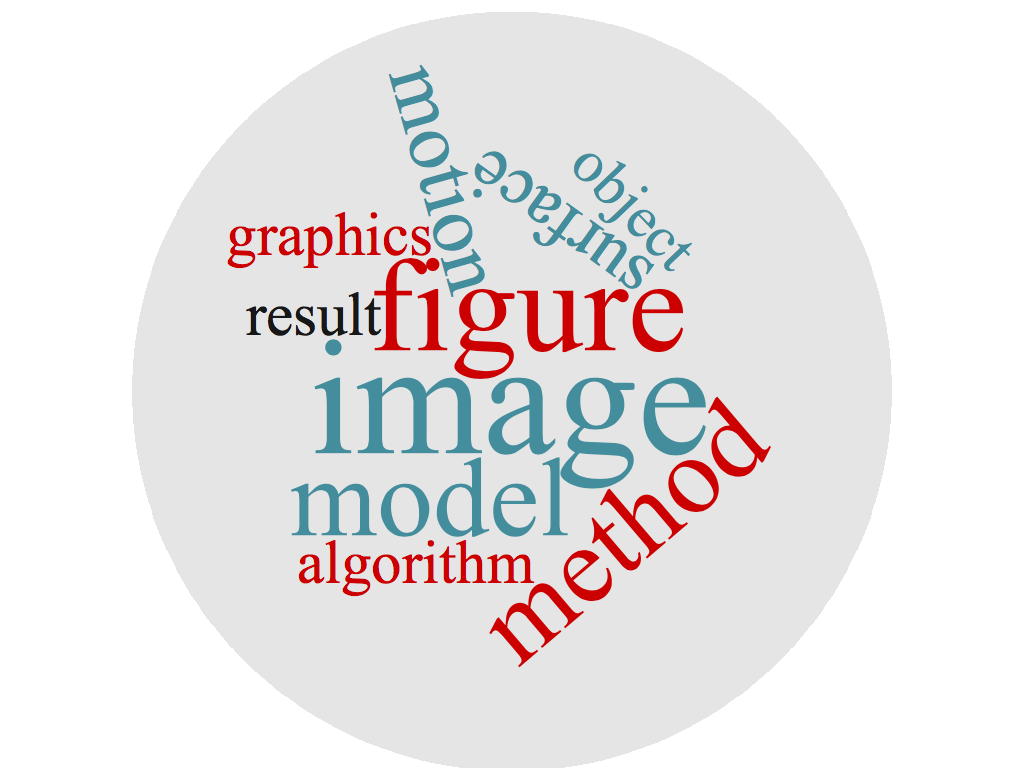 motion
surface
object
graphics
figure
result
image
model
method
algorithm